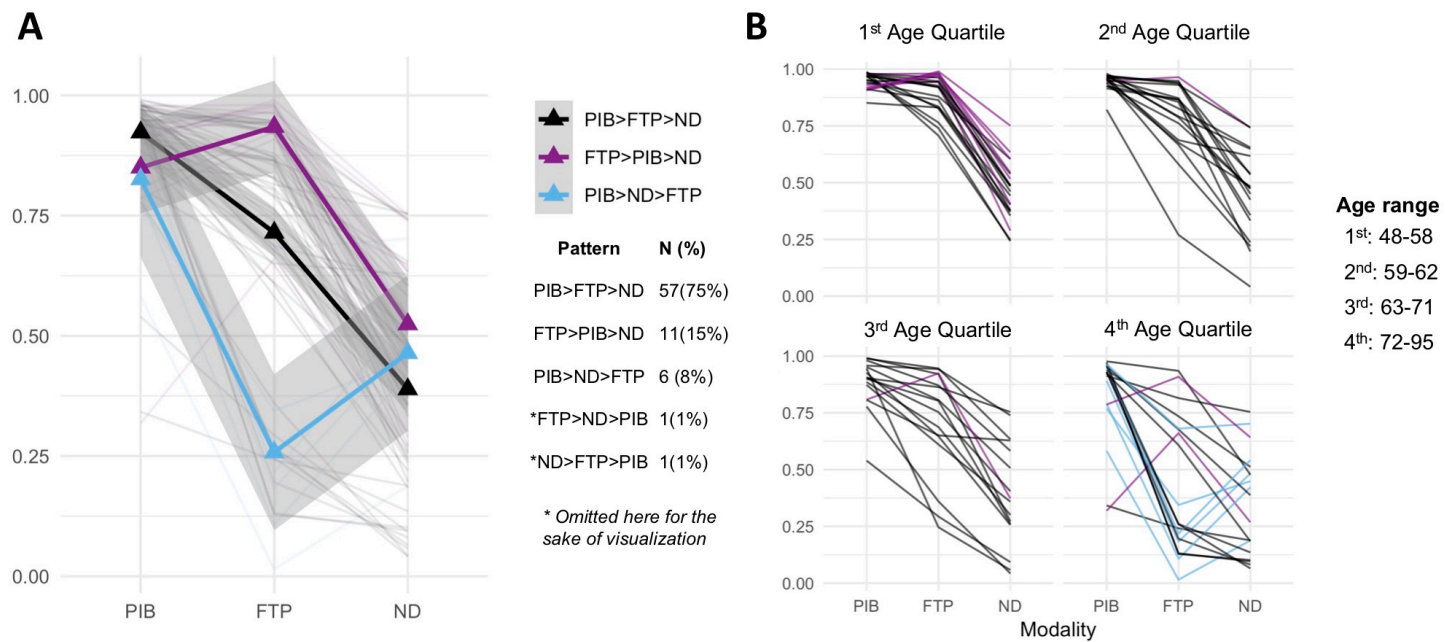 A
1.00
0.75
0.50
0.25
0.00
PIB FTP ND
PIB>FTP>ND
FTP>PIB>ND
PIB>ND>FTP
Pattern N (%)
PIB>FTP>ND 57(75%)
FTP>PIB>ND 11(15%)
PIB>ND>FTP 6 (8%)
*FTP>ND>PIB 1(1%)
*ND>FTP>PIB 1(1%)
* Omitted here for the
sake of visualization
B
1st Age Quartile 2nd Age Quartile
1.00
0.75
0.50
0.25
0.00
3rd Age Quartile 4th Age Quartile
1.00
0.75
0.50
0.25
0.00
PIB FTP ND PIB FTP ND
Modality
Age range
1st: 48-58
2nd: 59-62
3rd: 63-71
4th: 72-95